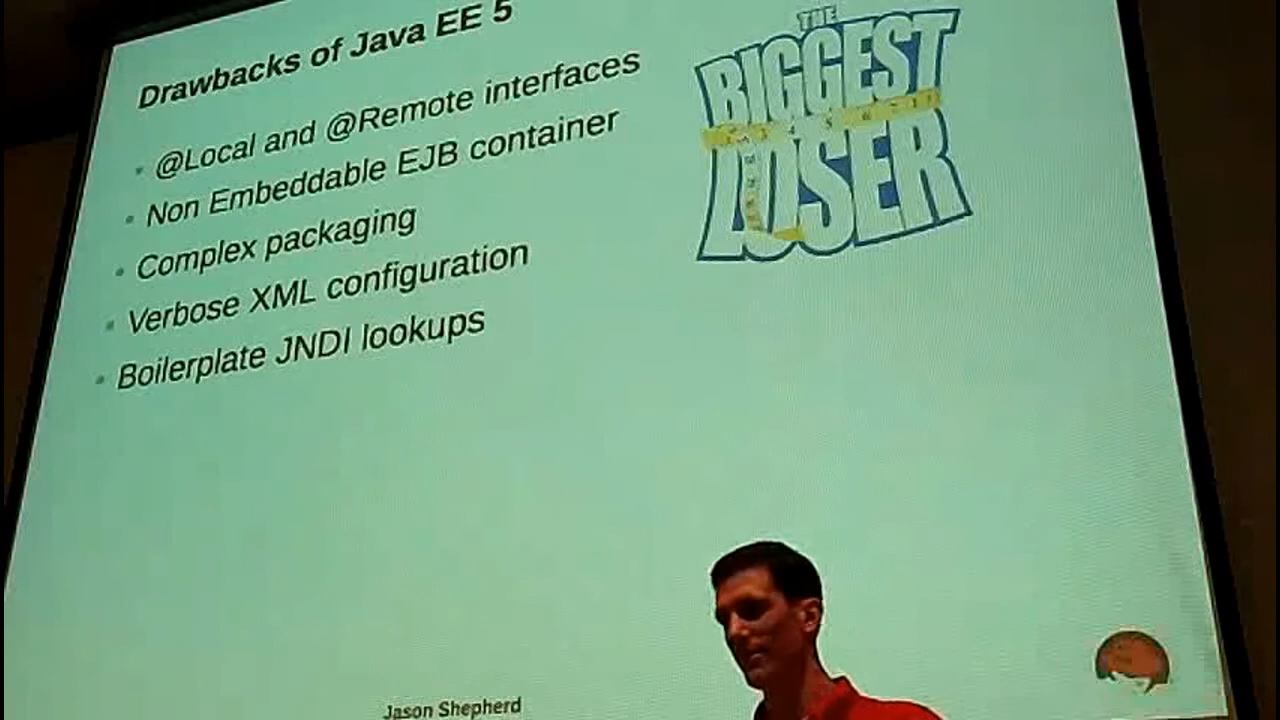 Drawbacks of Java EE 5
@Local and @Remote interfaces
Non Embeddable EJB container
Complex packaging
Verbose XML configuration
Boilerplate JNDI lookups
THE
BIGGEST
LOSER
Jason Shepherd